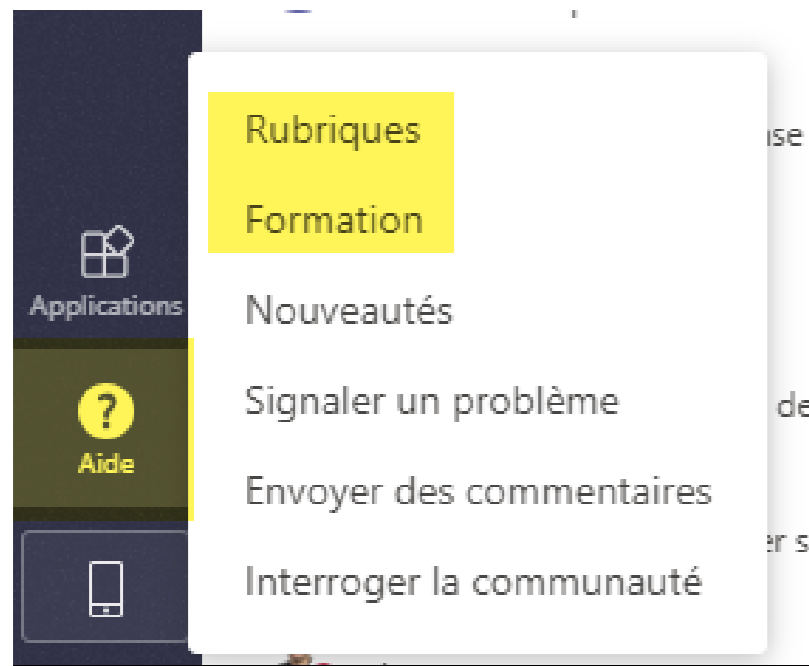 Rubriques
Formation
Applications
Nouveautés
Signaler un problème
Aide
Envoyer des commentaires
Interroger la communauté